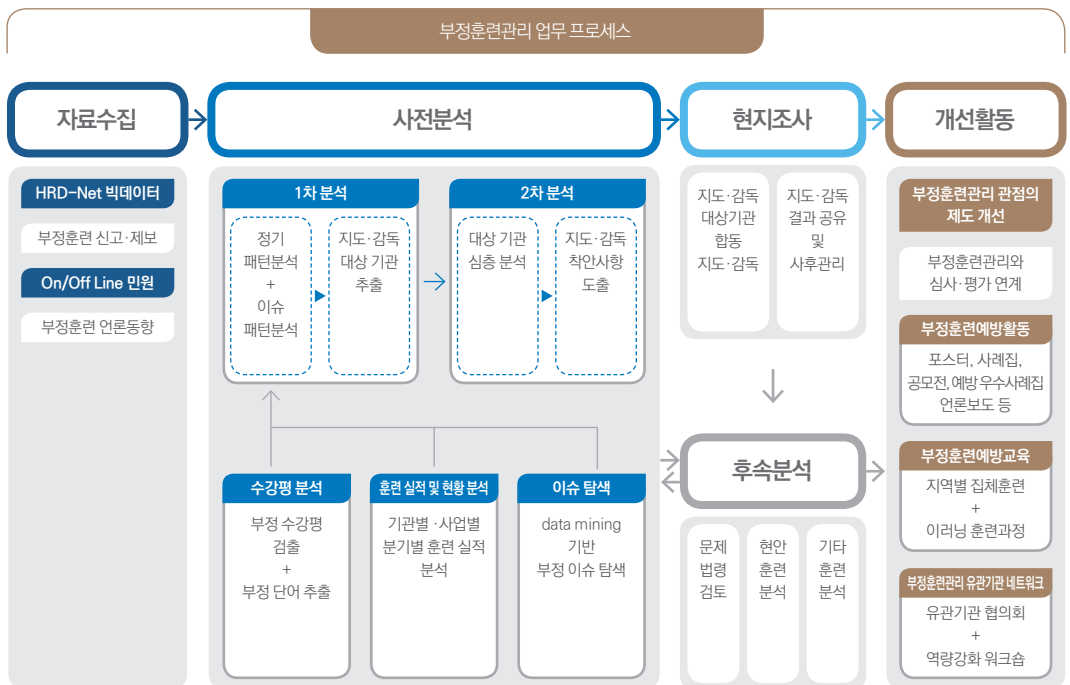 부정훈련관리 업무 프로세스
자료수집
HRD-Net 빅데이터
부정훈련 신고·제보
On/Off Line 민원
부정훈련 언론동향
사전분석
1차 분석
정기
패턴분석
+
이슈
패턴분석
지도·감독
대상 기관
추출
2차 분석
대상 기관
심층 분석
지도·감독
착안사항
도출
수강평 분석
부정 수강평
검출
+
부정 단어 추출
훈련 실적 및 현황 분석
기관별 ·사업별
분기별 훈련 실적
분석
이슈 탐색
data mining
기반
부정 이슈 탐색
현지조사
지도·감독
대상기관
합동
지도·감독
지도·감독
결과 공유
및
사후관리
후속분석
문제
법령
검토
현안
훈련
분석
기타
훈련
분석
개선활동
부정훈련관리 관점의
제도 개선
부정훈련관리와
심사·평가 연계
부정훈련예방활동
포스터, 사례집,
공모전, 예방 우수사례집
언론보도 등
부정훈련예방교육
지역별 집체훈련
+
이러닝 훈련과정
부정훈련관리 유관기관 네트워크
유관기관 협의회
+
역량강화 워크숍